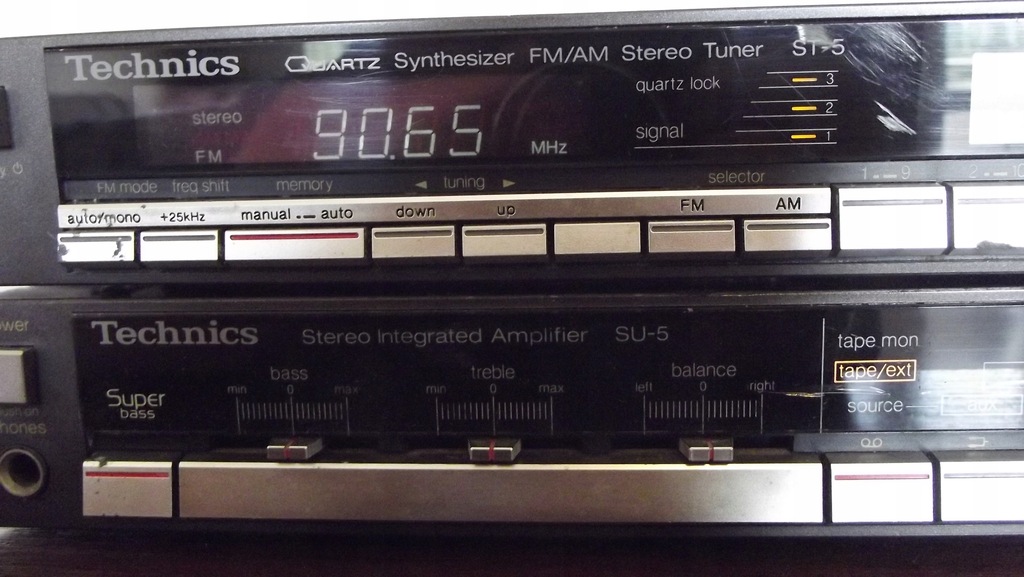 Technics QUARTZ Synthesizer FM/AM Stereo Tuner ST-5
quartz lock 3
stereo 90.65 2
FM MHz signal 1
FM mode freq shift memory ◄ tuning ► selector 1 - 9
auto/mono +25kHz manual auto down up FM AM
Technics Stereo Integrated Amplifier SU-5
tape mon
bass treble balance tape/ext
min 0 max min 0 max left 0 right
Super
bass
source aux